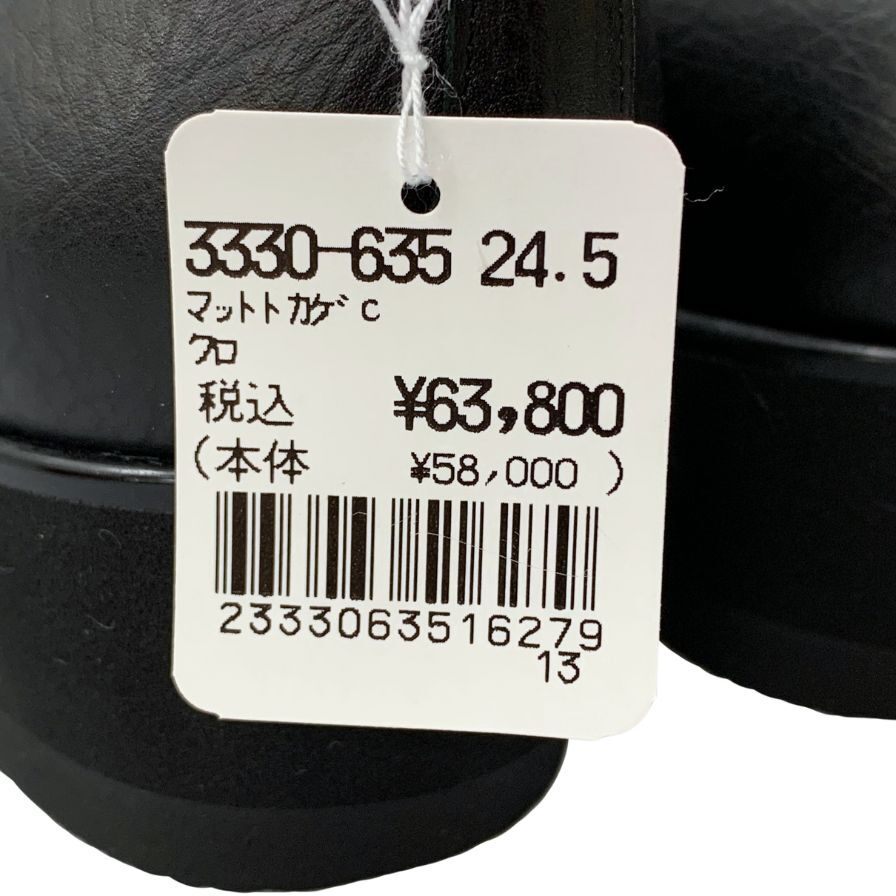 3330-635 24.5
マットトカゲC
クロ
税込 ¥63,800
(本体 ¥58,000 )
2333063516279
13